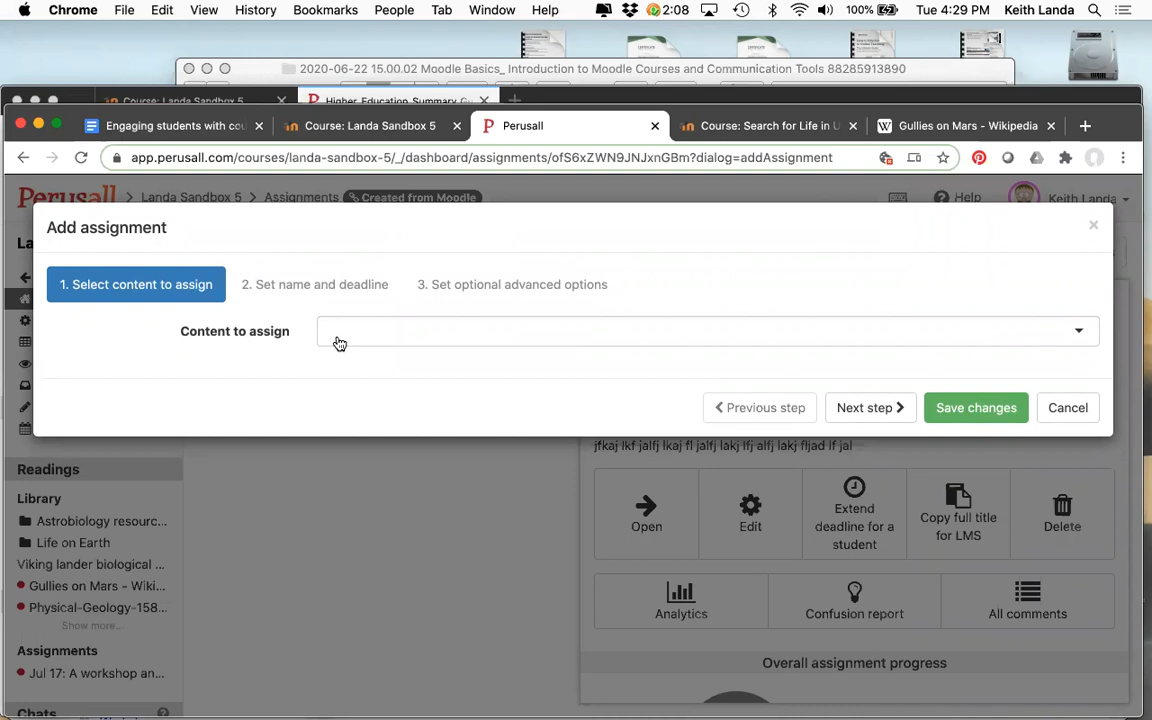 Chrome File Edit View History Bookmarks People Tab Window Help 2:08 100% Tue 4:29 PM Keith Landa
2020-06-22 15.00.02 Moodle Basics_ Introduction to Moodle Courses and Communication Tools 88285913890
Course: Landa Sandbox 5 Higher Education Summary
Engaging students with cou Course: Landa Sandbox 5 Perusall Course: Search for Life in U Gullies on Mars - Wikipedia
app.perusall.com/courses/landa-sandbox-5/_/dashboard/assignments/ofS6xZWN9JNJxnGBm?dialog=addAssignment
Perusall Landa Sandbox 5 Assignments Created from Moodle Help Keith Landa
Add assignment ×
La
1. Select content to assign 2. Set name and deadline 3. Set optional advanced options
Content to assign
Previous step Next step Save changes Cancel
jfkaj lkf jalfj lkaj fl jalfj lakj lfj alfj lakj fljad lf jal
Readings
Library
Astrobiology resourc...
Life on Earth
Viking lander biological ...
Gullies on Mars - Wiki...
Physical-Geology-158...
Show more...
Assignments
Jul 17: A workshop an...
Chats
Open
Edit
Extend
deadline for a
student
Copy full title
for LMS
Delete
Analytics
Confusion report
All comments
Overall assignment progress